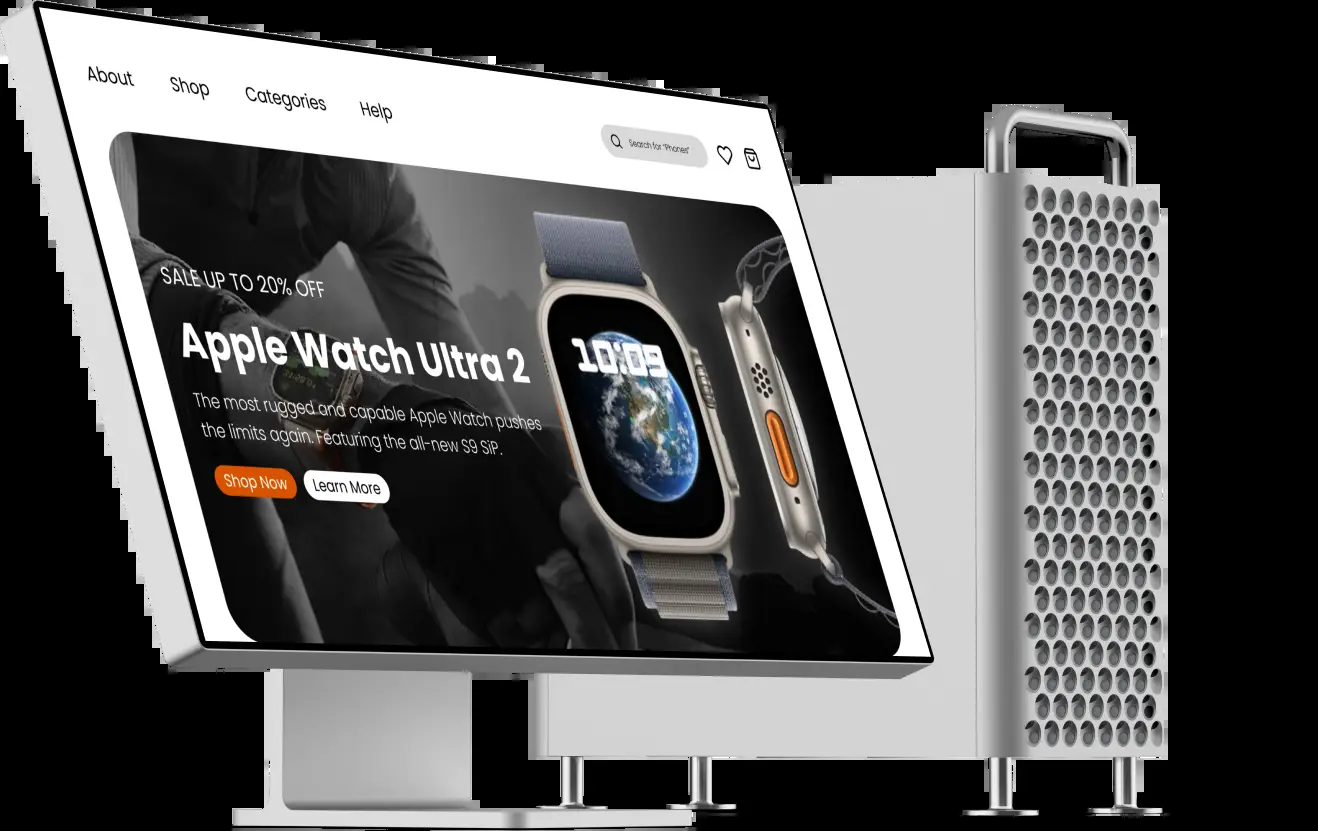 About Shop Categories Help
Search for "Phones"
SALE UP TO 20% OFF
Apple Watch Ultra 2
The most rugged and capable Apple Watch pushes
the limits again. Featuring the all-new S9 SiP.
Shop Now Learn More
10:09